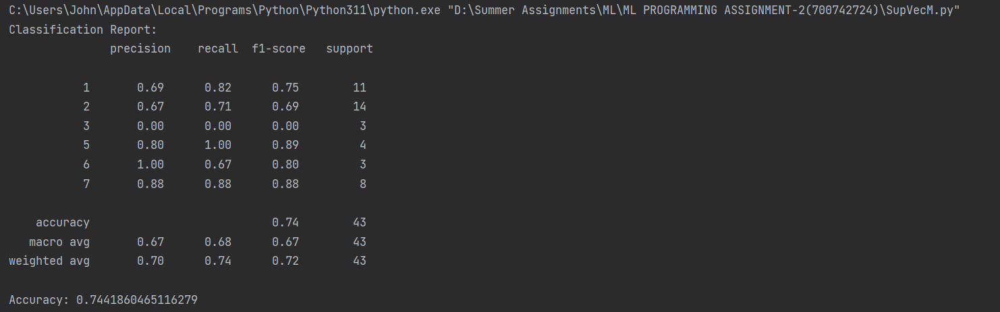 C:\Users\John\AppData\Local\Programs\Python\Python311\python.exe "D:\Summer Assignments\ML\ML PROGRAMMING ASSIGNMENT-2(700742724)\SupVecM.py"
Classification Report:
               precision    recall  f1-score   support

           1       0.69      0.82      0.75        11
           2       0.67      0.71      0.69        14
           3       0.00      0.00      0.00         3
           5       0.80      1.00      0.89         4
           6       1.00      0.67      0.80         3
           7       0.88      0.88      0.88         8

    accuracy                           0.74        43
   macro avg       0.67      0.68      0.67        43
weighted avg       0.70      0.74      0.72        43

Accuracy: 0.7441860465116279